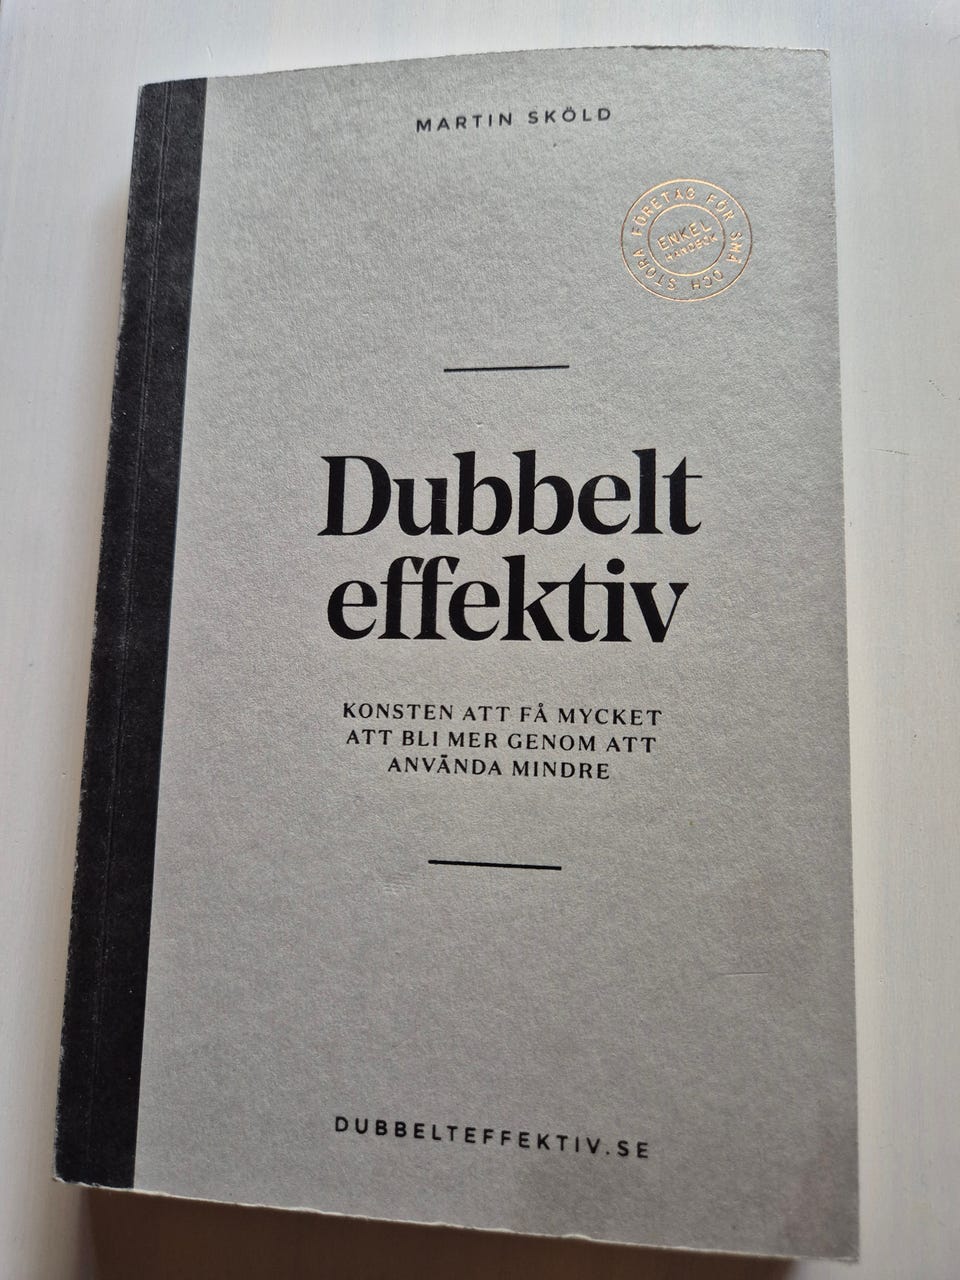 MARTIN SKÖLD
FÖRETAG FÖR SMÅ OCH STORA
ENKEL
HANDBOK
Dubbelt
effektiv
KONSTEN ATT FÅ MYCKET
ATT BLI MER GENOM ATT
ANVÄNDA MINDRE
DUBBELTEFFEKTIV.SE